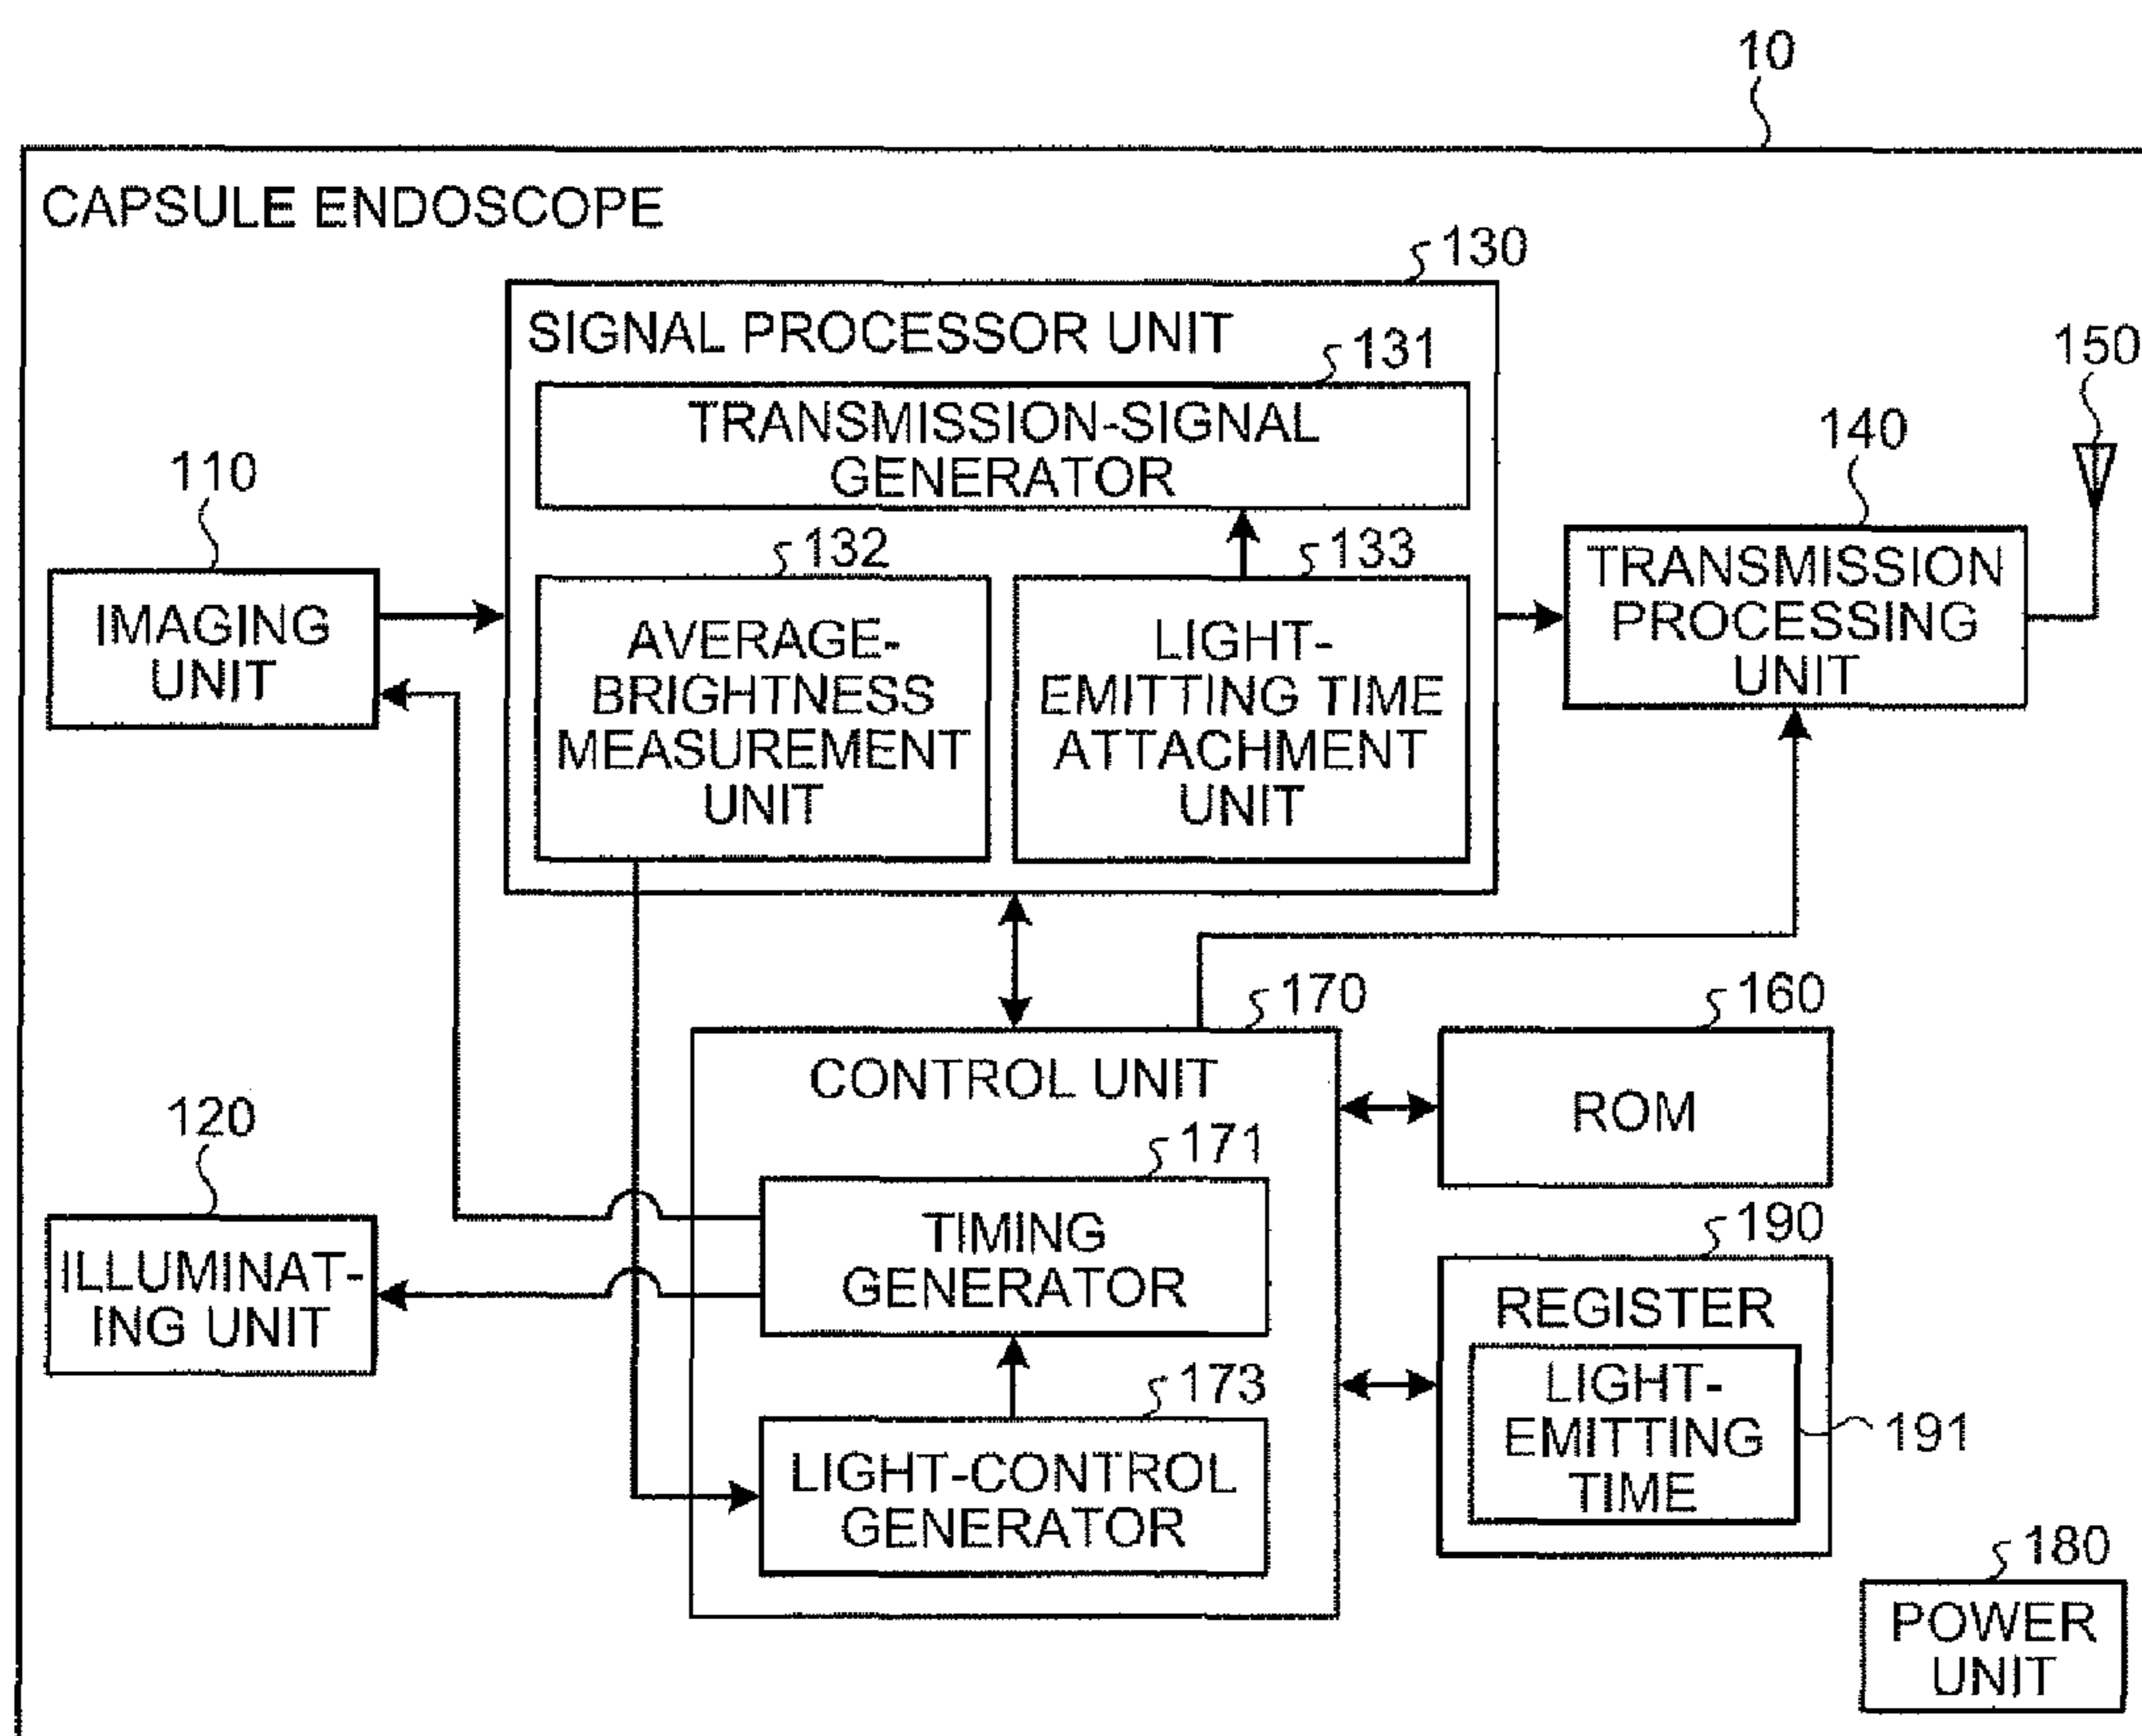 10
CAPSULE ENDOSCOPE
130
SIGNAL PROCESSOR UNIT
131
TRANSMISSION-SIGNAL
GENERATOR
132
AVERAGE-
BRIGHTNESS
MEASUREMENT
UNIT
133
LIGHT-
EMITTING TIME
ATTACHMENT
UNIT
110
IMAGING
UNIT
140
TRANSMISSION
PROCESSING
UNIT
150
170
CONTROL UNIT
171
TIMING
GENERATOR
173
LIGHT-CONTROL
GENERATOR
160
ROM
190
REGISTER
LIGHT-
EMITTING
TIME
191
120
ILLUMINAT-
ING UNIT
180
POWER
UNIT